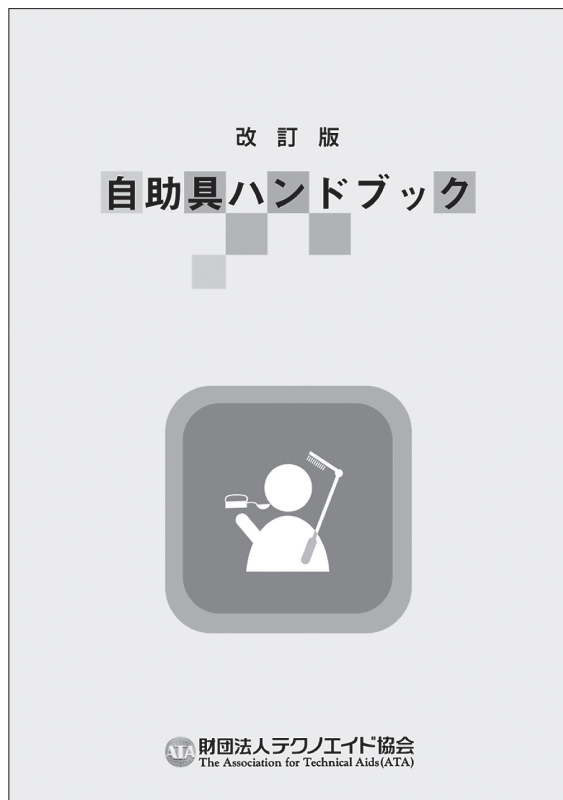 改訂版
自助具ハンドブック
ATA 財団法人テクノエイド協会
The Association for Technical Aids(ATA)